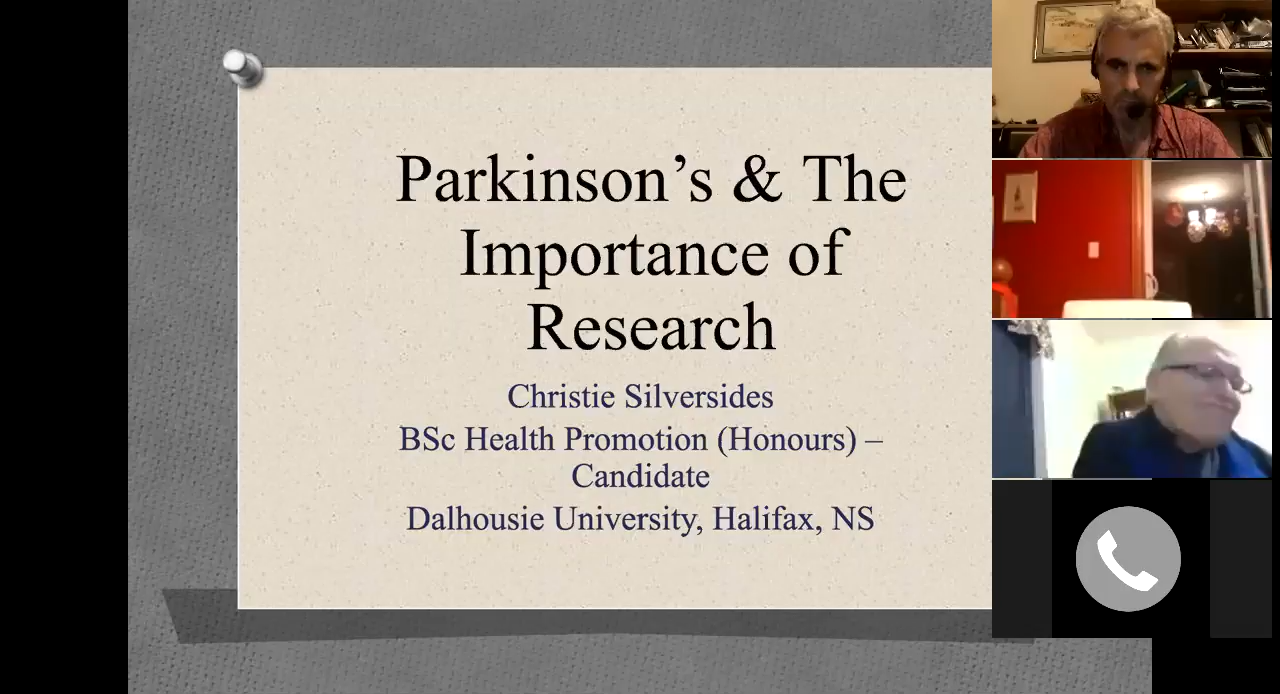 Parkinson’s & The
Importance of
Research
Christie Silversides
BSc Health Promotion (Honours) –
Candidate
Dalhousie University, Halifax, NS